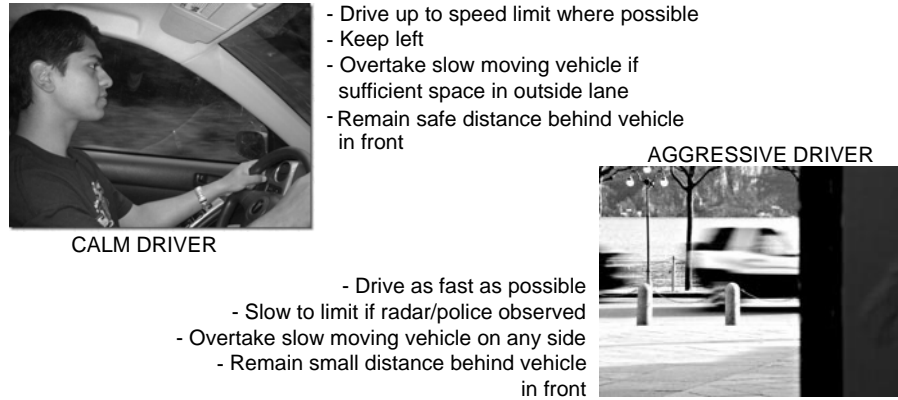 - Drive up to speed limit where possible
- Keep left
- Overtake slow moving vehicle if
sufficient space in outside lane
- Remain safe distance behind vehicle
in front
CALM DRIVER
AGGRESSIVE DRIVER
- Drive as fast as possible
- Slow to limit if radar/police observed
- Overtake slow moving vehicle on any side
- Remain small distance behind vehicle
in front